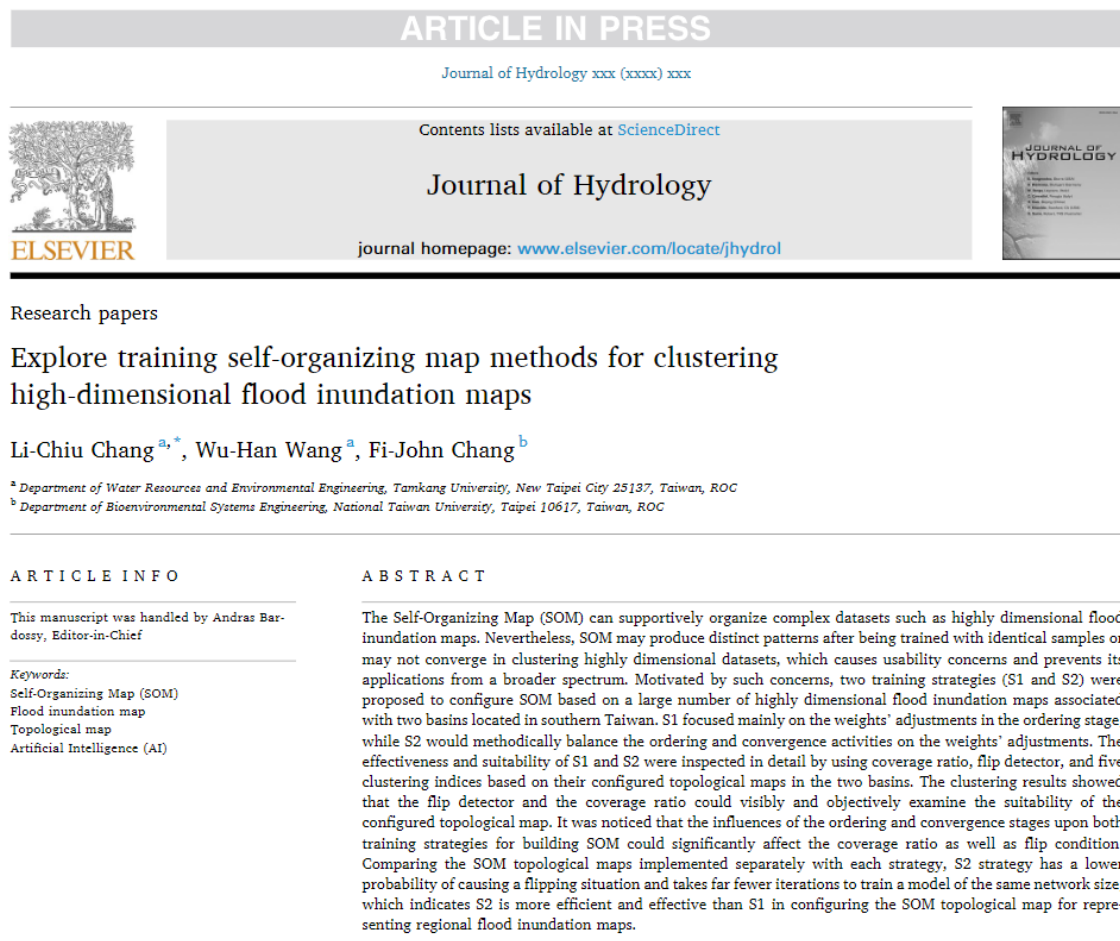 ARTICLE IN PRESS
Journal of Hydrology xxx (xxxx) xxx
Contents lists available at ScienceDirect
Journal of Hydrology
journal homepage: www.elsevier.com/locate/jhydrol
ELSEVIER
JOURNAL OF
HYDROLOGY
Research papers
Explore training self-organizing map methods for clustering
high-dimensional flood inundation maps
Li-Chiu Chang a,*, Wu-Han Wang a, Fi-John Chang b
a Department of Water Resources and Environmental Engineering, Tamkang University, New Taipei City 25137, Taiwan, ROC
b Department of Bioenvironmental Systems Engineering, National Taiwan University, Taipei 10617, Taiwan, ROC
ARTICLE INFO
This manuscript was handled by Andras Bar-
dossy, Editor-in-Chief
Keywords:
Self-Organizing Map (SOM)
Flood inundation map
Topological map
Artificial Intelligence (AI)
ABSTRACT
The Self-Organizing Map (SOM) can supportively organize complex datasets such as highly dimensional flood
inundation maps. Nevertheless, SOM may produce distinct patterns after being trained with identical samples or
may not converge in clustering highly dimensional datasets, which causes usability concerns and prevents its
applications from a broader spectrum. Motivated by such concerns, two training strategies (S1 and S2) were
proposed to configure SOM based on a large number of highly dimensional flood inundation maps associated
with two basins located in southern Taiwan. S1 focused mainly on the weights' adjustments in the ordering stage
while S2 would methodically balance the ordering and convergence activities on the weights' adjustments. The
effectiveness and suitability of S1 and S2 were inspected in detail by using coverage ratio, flip detector, and five
clustering indices based on their configured topological maps in the two basins. The clustering results showed
that the flip detector and the coverage ratio could visibly and objectively examine the suitability of the
configured topological map. It was noticed that the influences of the ordering and convergence stages upon both
training strategies for building SOM could significantly affect the coverage ratio as well as flip condition
Comparing the SOM topological maps implemented separately with each strategy, S2 strategy has a lower
probability of causing a flipping situation and takes far fewer iterations to train a model of the same network size
which indicates S2 is more efficient and effective than S1 in configuring the SOM topological map for repre-
senting regional flood inundation maps.